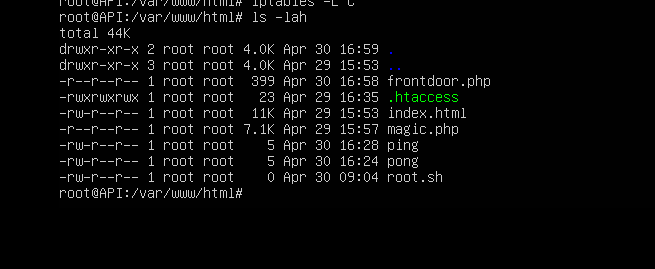 root@API:/var/www/html# iptables -L C
root@API:/var/www/html# ls -lah
total 44K
drwxr-xr-x 2 root root 4.0K Apr 30 16:59 .
drwxr-xr-x 3 root root 4.0K Apr 29 15:53 ..
-r--r--r-- 1 root root  399 Apr 30 16:58 frontdoor.php
-rwxrwxrwx 1 root root   23 Apr 29 16:35 .htaccess
-rw-r--r-- 1 root root  11K Apr 29 15:53 index.html
-r--r--r-- 1 root root 7.1K Apr 29 15:57 magic.php
-rw-r--r-- 1 root root    5 Apr 30 16:28 ping
-rw-r--r-- 1 root root    5 Apr 30 16:24 pong
-rw-r--r-- 1 root root    0 Apr 30 09:04 root.sh
root@API:/var/www/html#